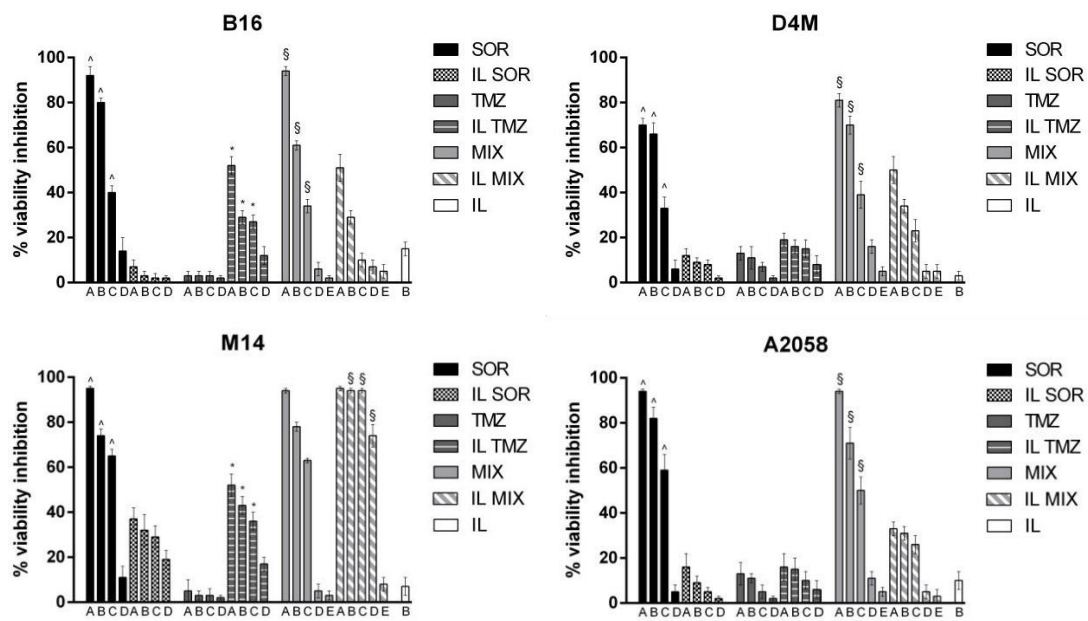 B16
% viability inhibition
100
80
60
40
20
0
^ ^ ^ * * * § § §
A B C D A B C D A B C D A B C D A B C D E A B C D E B
SOR
IL SOR
TMZ
IL TMZ
MIX
IL MIX
IL
D4M
% viability inhibition
100
80
60
40
20
0
^ ^ ^ § § §
A B C D A B C D A B C D A B C D A B C D E A B C D E B
SOR
IL SOR
TMZ
IL TMZ
MIX
IL MIX
IL
M14
% viability inhibition
100
80
60
40
20
0
^ ^ ^ * * * § § §
A B C D A B C D A B C D A B C D A B C D E A B C D E B
SOR
IL SOR
TMZ
IL TMZ
MIX
IL MIX
IL
A2058
% viability inhibition
100
80
60
40
20
0
^ ^ ^ § § §
A B C D A B C D A B C D A B C D A B C D E A B C D E B
SOR
IL SOR
TMZ
IL TMZ
MIX
IL MIX
IL